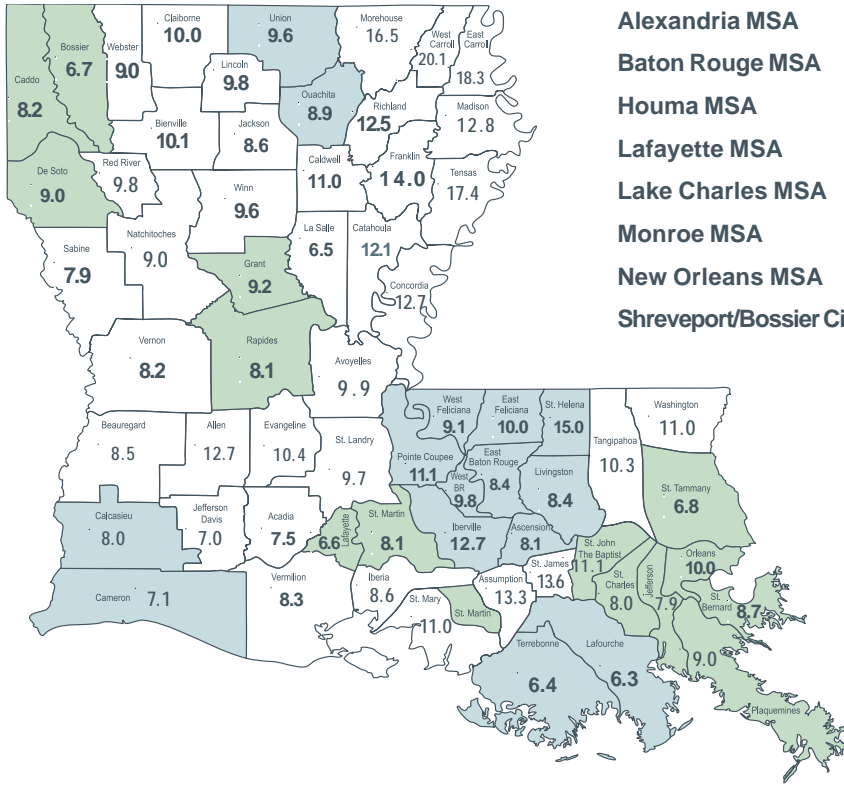 Alexandria MSA
Baton Rouge MSA
Houma MSA
Lafayette MSA
Lake Charles MSA
Monroe MSA
New Orleans MSA
Shreveport/Bossier Ci
Caddo
8.2
Bossier
6.7
Webster
9.0
Claiborne
10.0
Union
9.6
Morehouse
16.5
West
Carroll
20.1
East
Carrol
18.3
Lincoln
9.8
Ouachita
8.9
Richland
12.5
Madison
12.8
Bienville
10.1
Jackson
8.6
Caldwell
11.0
Franklin
14.0
Tensas
17.4
De Soto
9.0
Red River
9.8
Winn
9.6
Natchitoches
9.0
La Salle
6.5
Catahoula
12.1
Sabine
7.9
Grant
9.2
Concordia
12.7
Vernon
8.2
Rapides
8.1
Avoyelles
9.9
West
Feliciana
9.1
East
Feliciana
10.0
St. Helena
15.0
Washington
11.0
Beauregard
8.5
Allen
12.7
Evangeline
10.4
St. Landry
9.7
Pointe Coupee
11.1
West
BR
9.8
East
Baton Rouge
8.4
Livingston
8.4
Tangipahoa
10.3
St. Tammany
6.8
Calcasieu
8.0
Jefferson
Davis
7.0
Acadia
7.5
Lafayette
6.6
St. Martin
8.1
Iberville
12.7
Ascension
8.1
St. John
The Baptist
11.1
Orleans
10.0
Cameron
7.1
Vermilion
8.3
Iberia
8.6
Assumption
13.3
St. James
13.6
St.
Charles
8.0
Jefferson
7.9
St.
Bernard
8.7
St. Mary
11.0
St. Martin
Terrebonne
6.4
Lafourche
6.3
9.0
Plaquemines